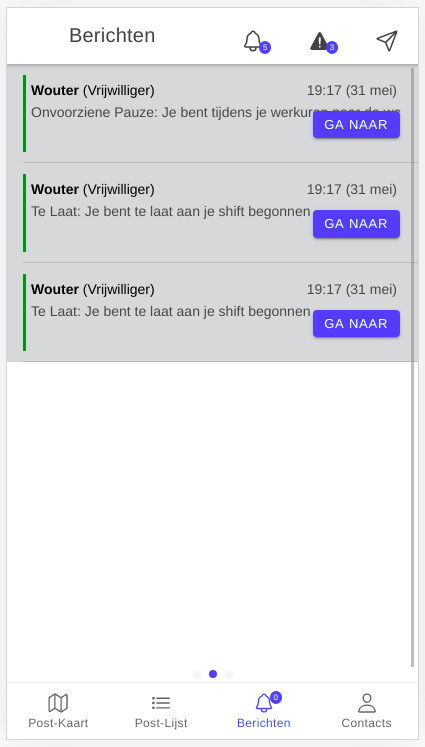 Berichten
5
3
Wouter (Vrijwilliger) 19:17 (31 mei)
Onvoorziene Pauze: Je bent tijdens je werkuren naar de
GA NAAR
Wouter (Vrijwilliger) 19:17 (31 mei)
Te Laat: Je bent te laat aan je shift begonnen
GA NAAR
Wouter (Vrijwilliger) 19:17 (31 mei)
Te Laat: Je bent te laat aan je shift begonnen
GA NAAR
0
Post-Kaart Post-Lijst Berichten Contacts